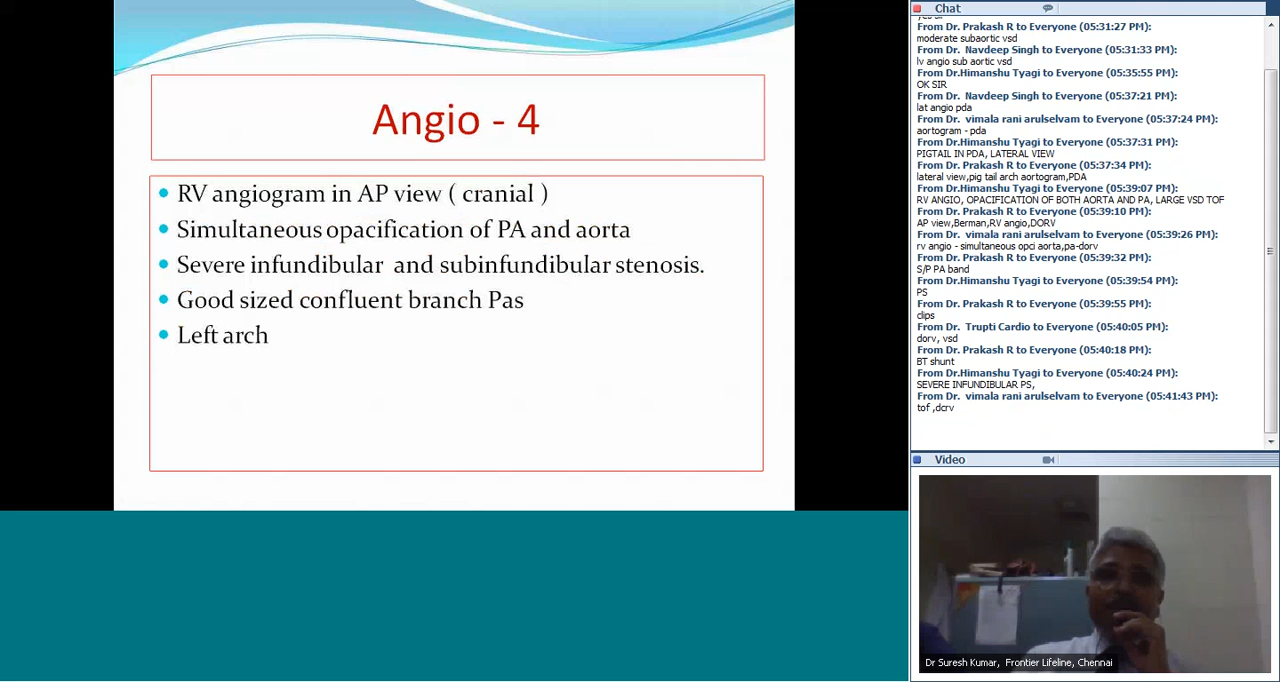 Angio - 4
RV angiogram in AP view ( cranial )
Simultaneous opacification of PA and aorta
Severe infundibular and subinfundibular stenosis.
Good sized confluent branch Pas
Left arch
Chat
From Dr. Prakash R to Everyone (05:31:27 PM):
moderate subaortic vsd
From Dr. Navdeep Singh to Everyone (05:31:33 PM):
lv angio sub aortic vsd
From Dr.Himanshu Tyagi to Everyone (05:35:55 PM):
OK SIR
From Dr. Navdeep Singh to Everyone (05:37:21 PM):
lat angio pda
From Dr. vimala rani arulselvam to Everyone (05:37:24 PM):
aortogram - pda
From Dr.Himanshu Tyagi to Everyone (05:37:31 PM):
PIGTAIL IN PDA, LATERAL VIEW
From Dr. Prakash R to Everyone (05:37:34 PM):
lateral view,pig tail arch aortogram,PDA
From Dr.Himanshu Tyagi to Everyone (05:39:07 PM):
RV ANGIO, OPACIFICATION OF BOTH AORTA AND PA, LARGE VSD TOF
From Dr. Prakash R to Everyone (05:39:10 PM):
AP view,Berman,RV angio,DORV
From Dr. vimala rani arulselvam to Everyone (05:39:26 PM):
rv angio - simultaneous opci aorta,pa-dorv
From Dr. Prakash R to Everyone (05:39:32 PM):
S/P PA band
From Dr.Himanshu Tyagi to Everyone (05:39:54 PM):
PS
From Dr. Prakash R to Everyone (05:39:55 PM):
clips
From Dr. Trupti Cardio to Everyone (05:40:05 PM):
dorv, vsd
From Dr. Prakash R to Everyone (05:40:18 PM):
BT shunt
From Dr.Himanshu Tyagi to Everyone (05:40:24 PM):
SEVERE INFUNDIBULAR PS,
From Dr. vimala rani arulselvam to Everyone (05:41:43 PM):
tof ,dcrv
Video
Dr Suresh Kumar, Frontier Lifeline, Chennai